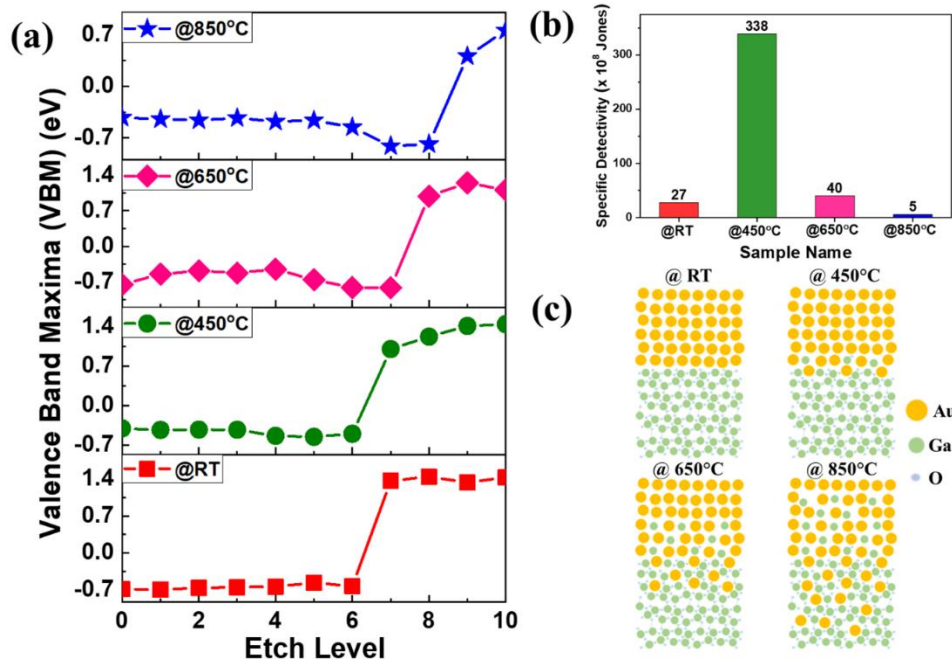 (a)
Valence Band Maxima (VBM) (eV)
@850°C
0.7
0.0
-0.7
@650°C
1.4
0.7
0.0
-0.7
@450°C
1.4
0.7
0.0
-0.7
@RT
1.4
0.7
0.0
-0.7
0 2 4 6 8 10
Etch Level
(b)
Specific Detectivity (x 10⁸ Jones)
300
200
100
0
27
338
40
5
@RT @450°C @650°C @850°C
Sample Name
(c)
@ RT
@ 450°C
@ 650°C
@ 850°C
Au
Ga
O